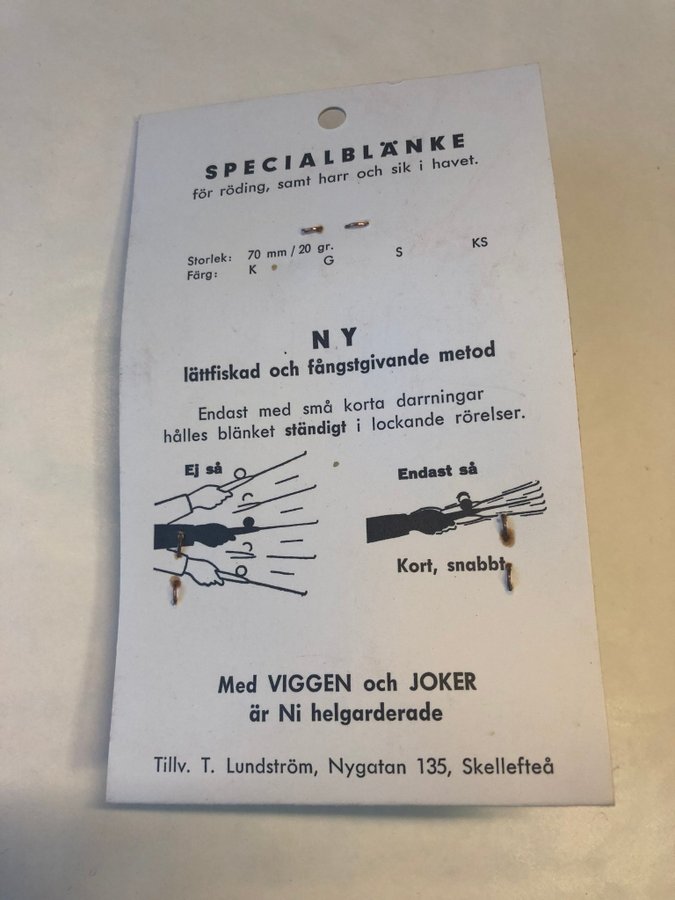 SPECIALBLÄNKE
för röding, samt harr och sik i havet.
Storlek: 70 mm / 20 gr.
Färg: K G S KS
NY
lättfiskad och fångstgivande metod
Endast med små korta darrningar
hålles blänket ständigt i lockande rörelser.
Ej så
Endast så
Kort, snabbt,
Med VIGGEN och JOKER
är Ni helgarderade
Tillv. T. Lundström, Nygatan 135, Skellefteå